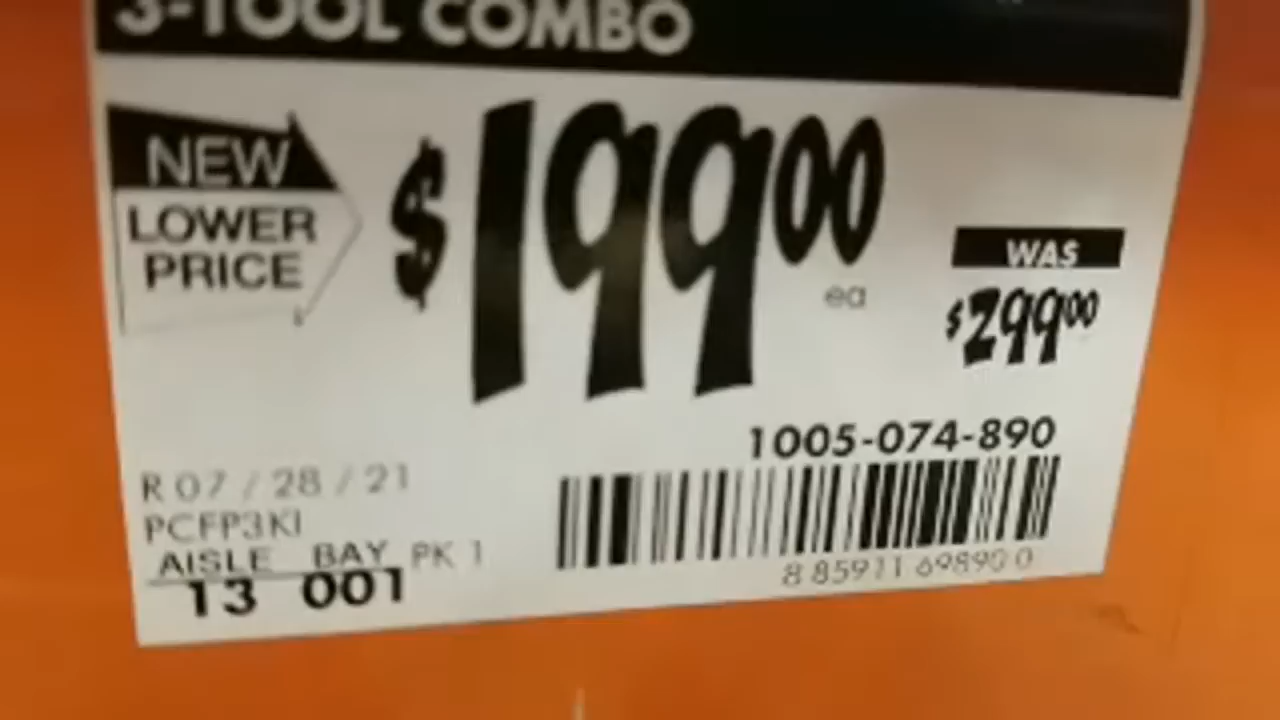 3-TOOL COMBO
NEW
LOWER
PRICE
$19900
ea
WAS
$29900
1005-074-890
R 07 / 28 / 21
PCFP3KI
AISLE BAY PK 1
13 001
8 85911 69890 0